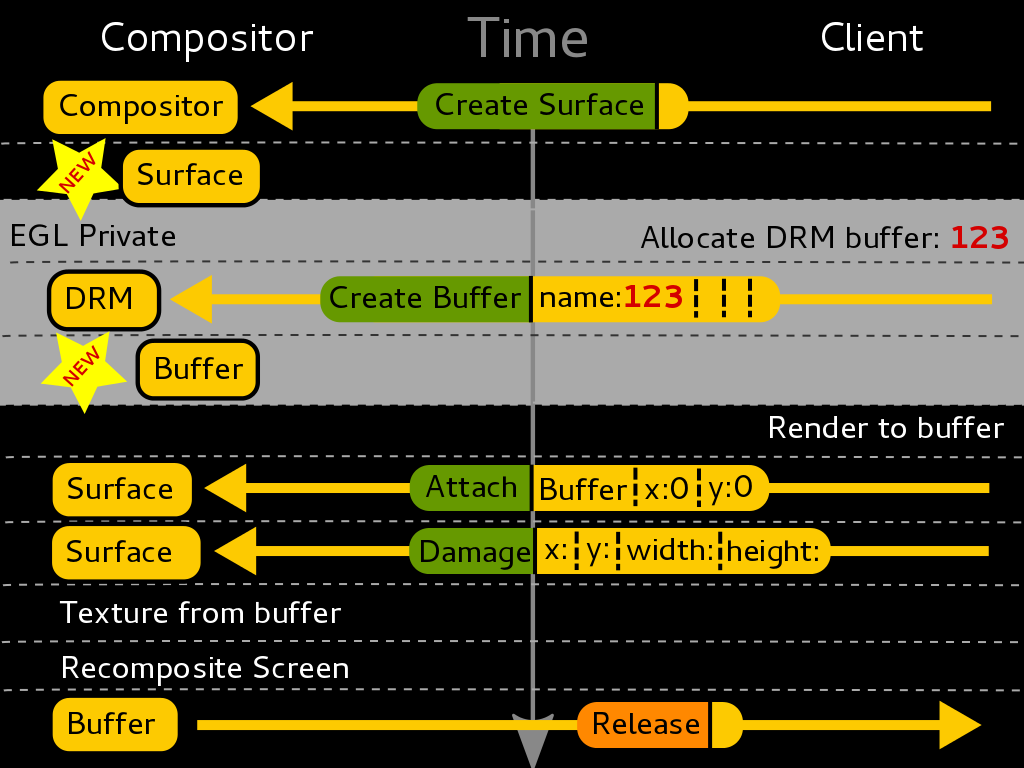 Compositor Time Client
Compositor Create Surface
NEW Surface
EGL Private Allocate DRM buffer: 123
DRM Create Buffer name:123
NEW Buffer
Render to buffer
Surface Attach Buffer x:0 y:0
Surface Damage x: y: width: height:
Texture from buffer
Recomposite Screen
Buffer Release